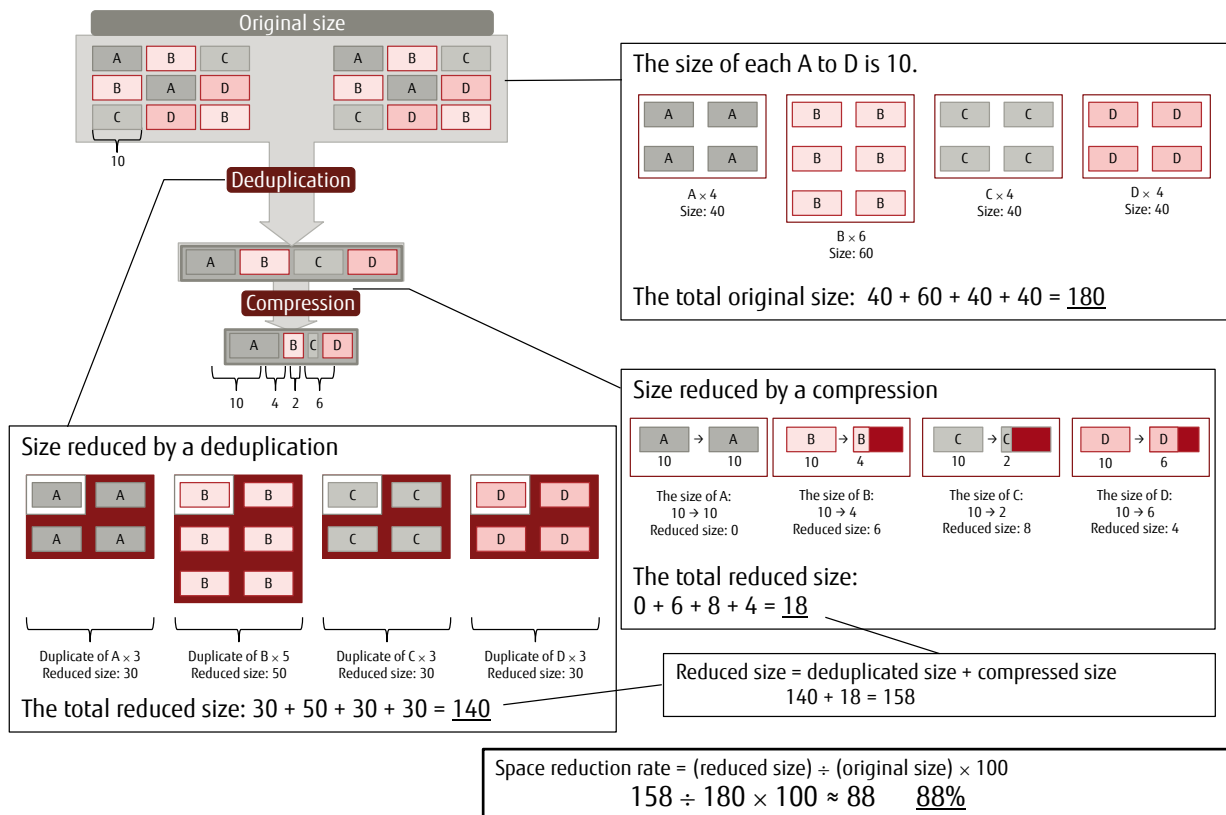 Original size
A B C A B C
B A D B A D
C D B C D B
10
Deduplication
A B C D
Compression
A B C D
10 4 2 6
The size of each A to D is 10.
A A B B C C D D
A A B B C C D D
B B
A × 4
Size: 40
B × 6
Size: 60
C × 4
Size: 40
D × 4
Size: 40
The total original size: 40 + 60 + 40 + 40 = 180
Size reduced by a compression
A → A B → B C → C D → D
10 10 10 4 10 2 10 6
The size of A:
10 → 10
Reduced size: 0
The size of B:
10 → 4
Reduced size: 6
The size of C:
10 → 2
Reduced size: 8
The size of D:
10 → 6
Reduced size: 4
The total reduced size:
0 + 6 + 8 + 4 = 18
Size reduced by a deduplication
A A B B C C D D
A A B B C C D D
B B
Duplicate of A × 3
Reduced size: 30
Duplicate of B × 5
Reduced size: 50
Duplicate of C × 3
Reduced size: 30
Duplicate of D × 3
Reduced size: 30
The total reduced size: 30 + 50 + 30 + 30 = 140
Reduced size = deduplicated size + compressed size
140 + 18 = 158
Space reduction rate = (reduced size) ÷ (original size) × 100
158 ÷ 180 × 100 ≈ 88 88%